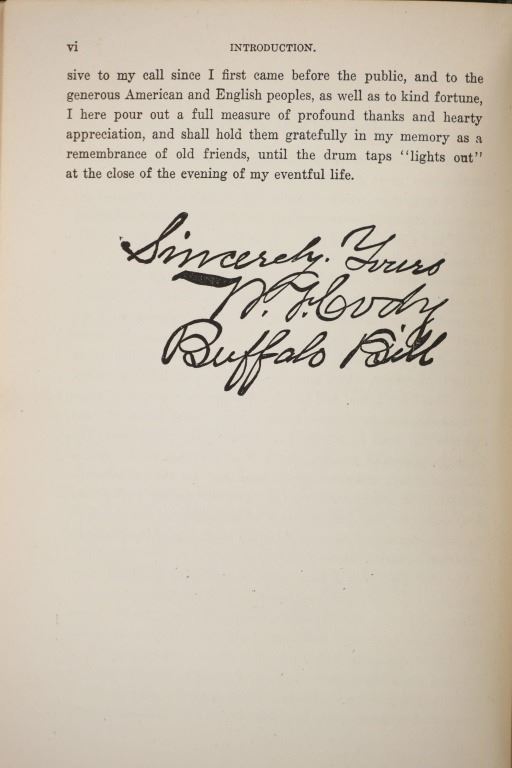 vi
INTRODUCTION.
sive to my call since I first came before the public, and to the
generous American and English peoples, as well as to kind fortune,
I here pour out a full measure of profound thanks and hearty
appreciation, and shall hold them gratefully in my memory as a
remembrance of old friends, until the drum taps "lights out"
at the close of the evening of my eventful life.
Sincerely. Yours
W. F. Cody
Buffalo Bill